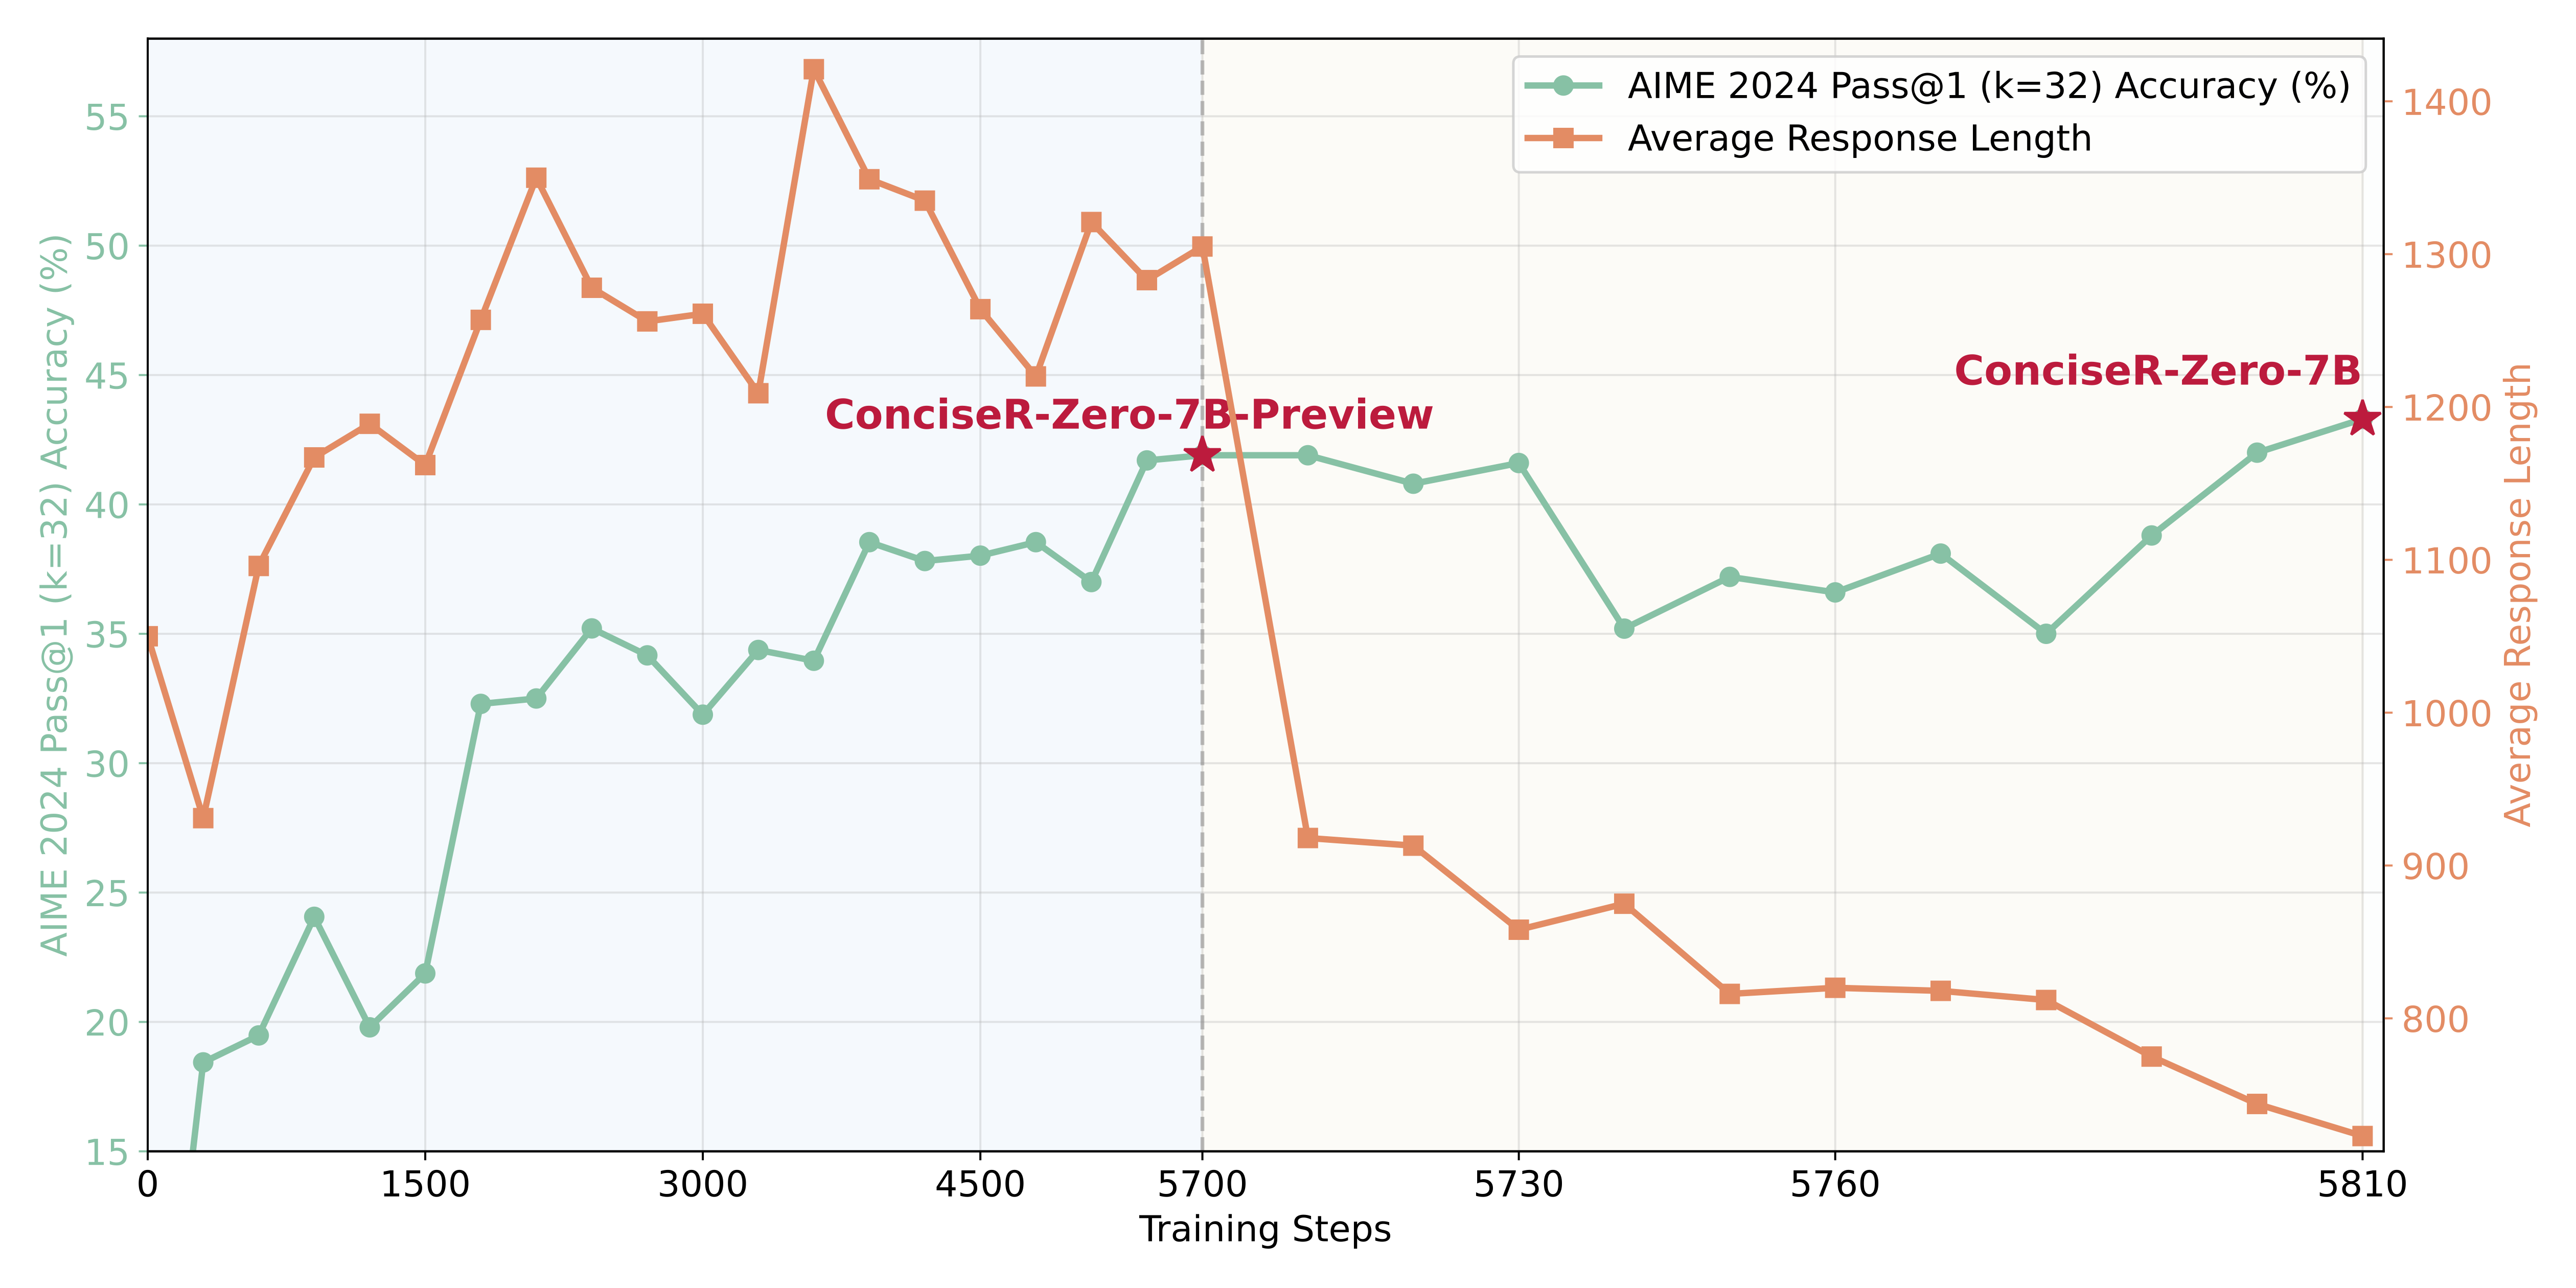 AIME 2024 Pass@1 (k=32) Accuracy (%)
Average Response Length
55
50
45
40
35
30
25
20
15
AIME 2024 Pass@1 (k=32) Accuracy (%)
1400
1300
1200
1100
1000
900
800
Average Response Length
ConciseR-Zero-7B-Preview
ConciseR-Zero-7B
0 1500 3000 4500 5700 5730 5760 5810
Training Steps